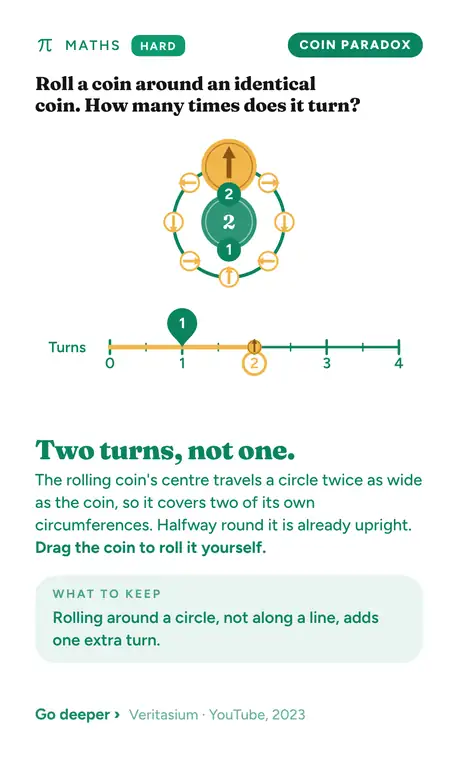 π MATHS HARD COIN PARADOX
Roll a coin around an identical
coin. How many times does it turn?
2
2
1
1
Turns
0 1 2 3 4
Two turns, not one.
The rolling coin's centre travels a circle twice as wide
as the coin, so it covers two of its own
circumferences. Halfway round it is already upright.
Drag the coin to roll it yourself.
WHAT TO KEEP
Rolling around a circle, not along a line, adds
one extra turn.
Go deeper › Veritasium · YouTube, 2023